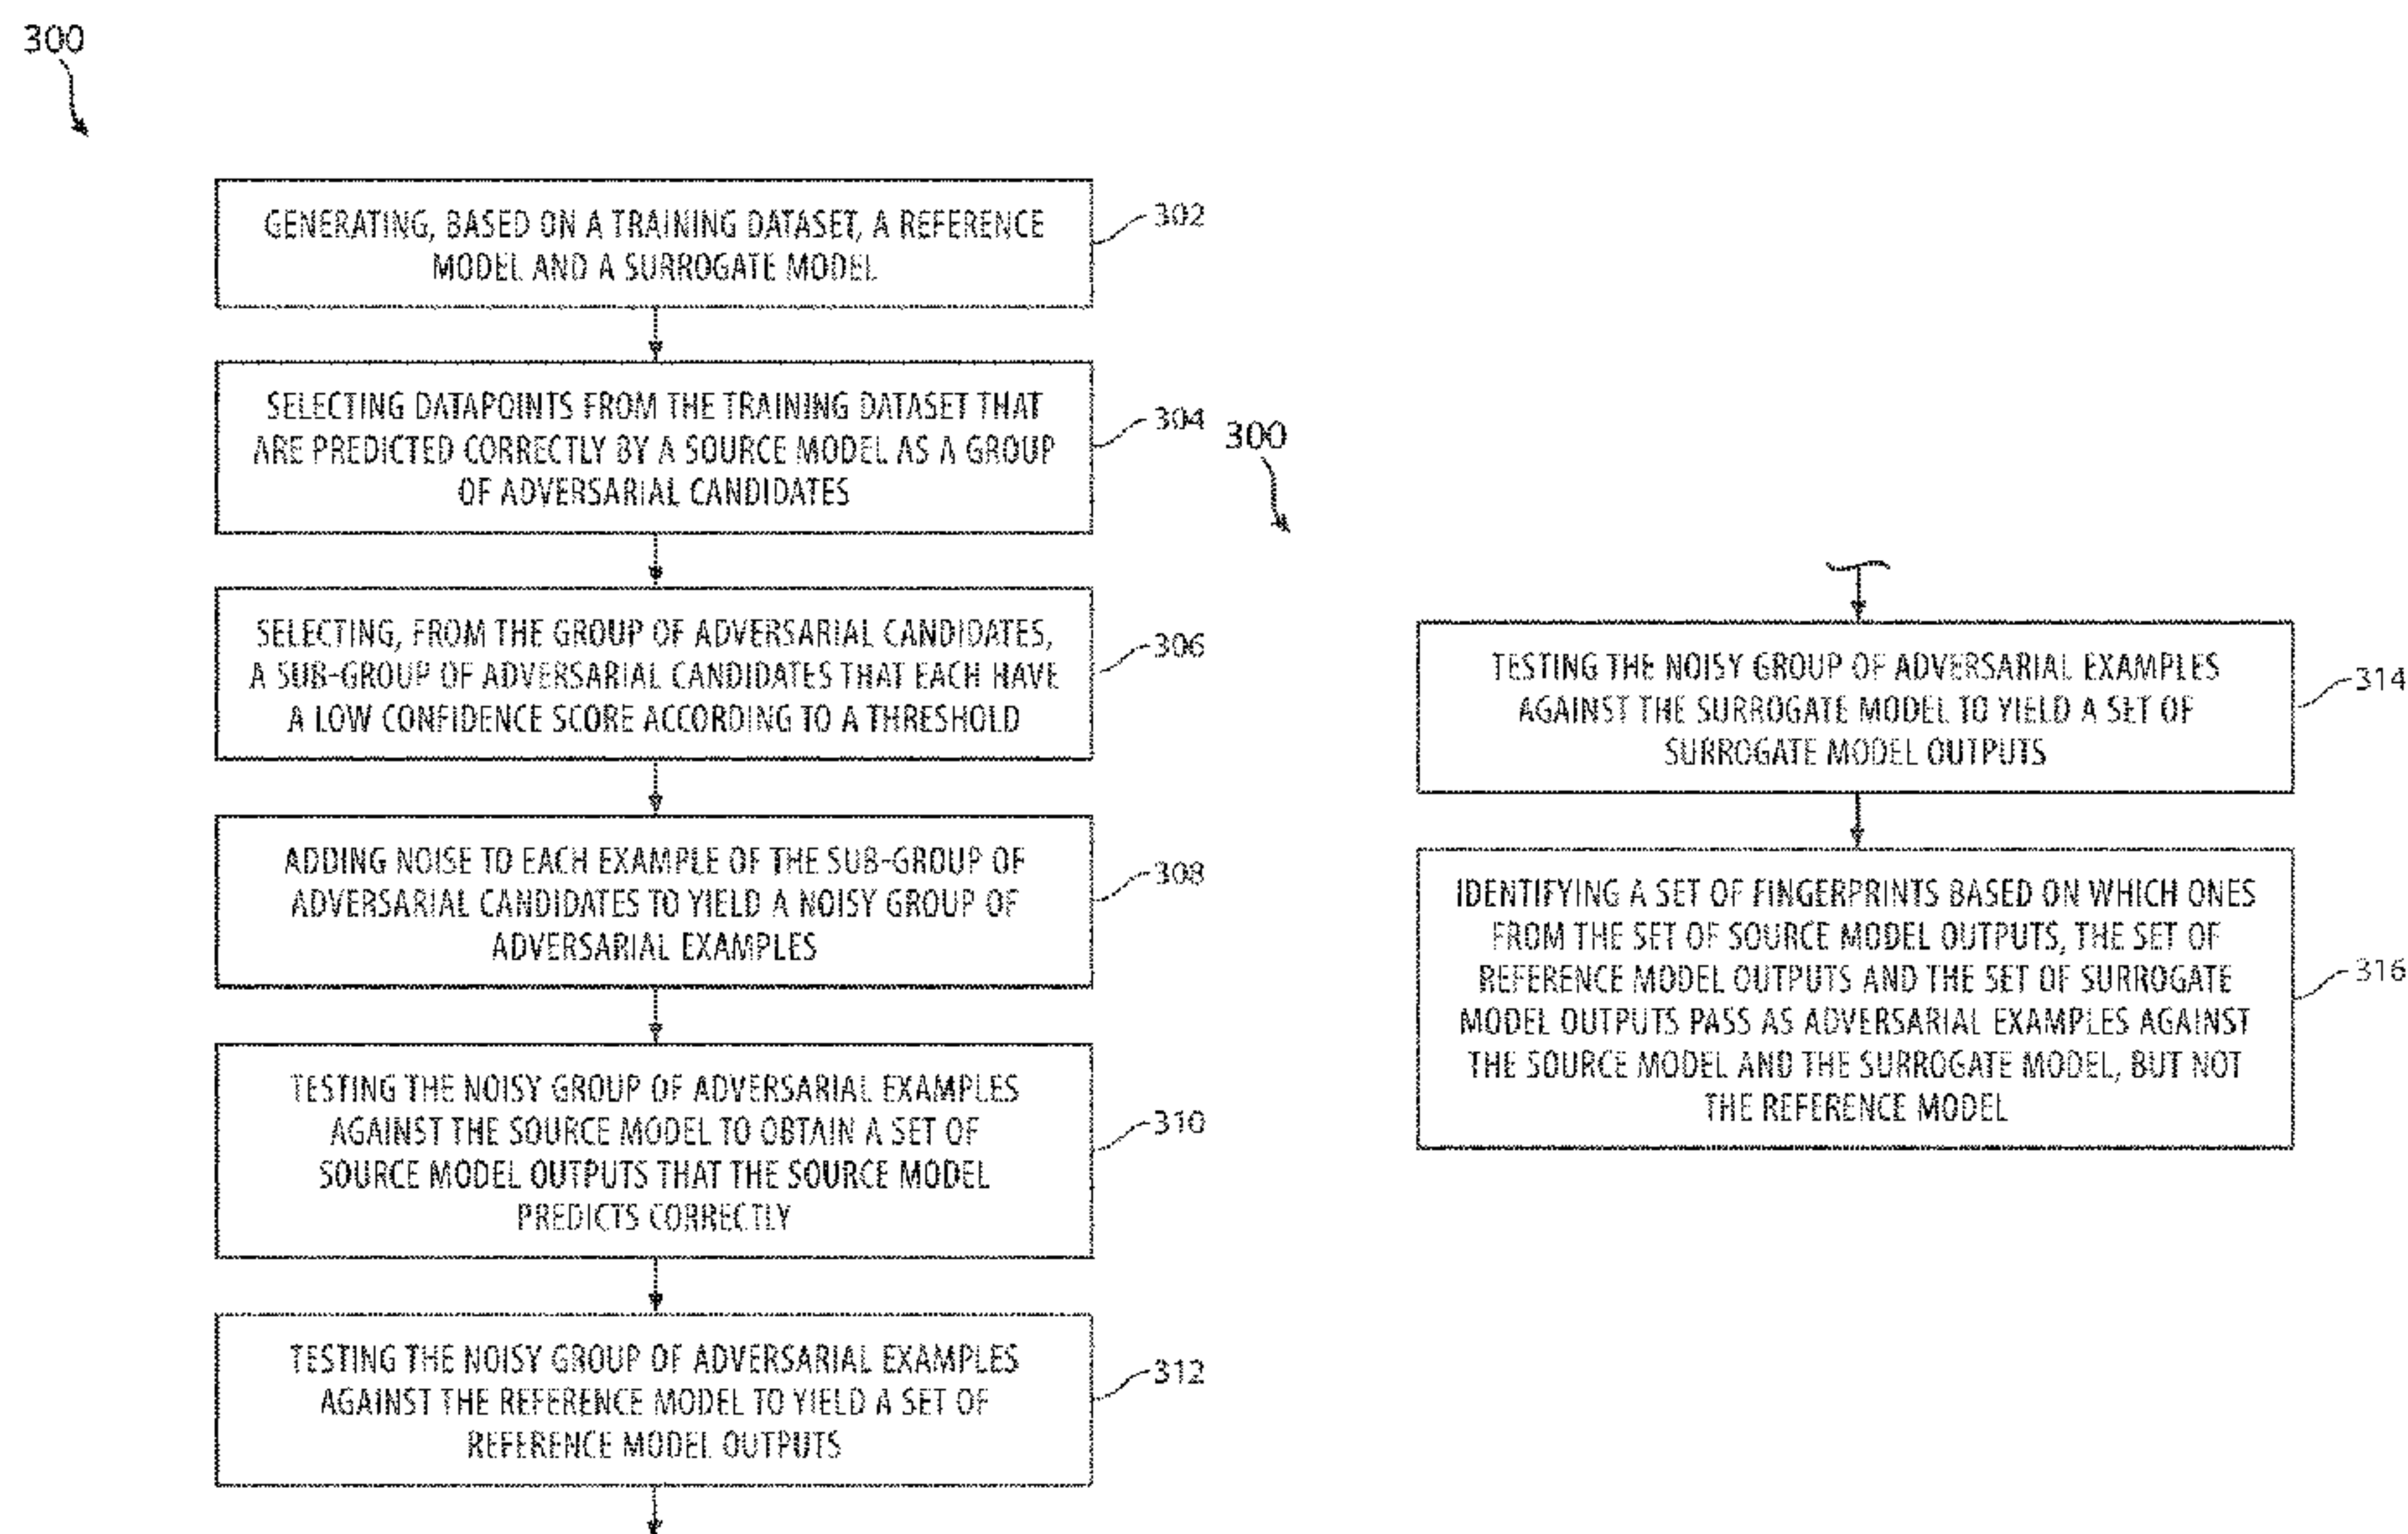 300
GENERATING, BASED ON A TRAINING DATASET, A REFERENCE
MODEL AND A SURROGATE MODEL
302
SELECTING DATAPOINTS FROM THE TRAINING DATASET THAT
ARE PREDICTED CORRECTLY BY A SOURCE MODEL AS A GROUP
OF ADVERSARIAL CANDIDATES
304
SELECTING, FROM THE GROUP OF ADVERSARIAL CANDIDATES,
A SUB-GROUP OF ADVERSARIAL CANDIDATES THAT EACH HAVE
A LOW CONFIDENCE SCORE ACCORDING TO A THRESHOLD
306
ADDING NOISE TO EACH EXAMPLE OF THE SUB-GROUP OF
ADVERSARIAL CANDIDATES TO YIELD A NOISY GROUP OF
ADVERSARIAL EXAMPLES
308
TESTING THE NOISY GROUP OF ADVERSARIAL EXAMPLES
AGAINST THE SOURCE MODEL TO OBTAIN A SET OF
SOURCE MODEL OUTPUTS THAT THE SOURCE MODEL
PREDICTS CORRECTLY
310
TESTING THE NOISY GROUP OF ADVERSARIAL EXAMPLES
AGAINST THE REFERENCE MODEL TO YIELD A SET OF
REFERENCE MODEL OUTPUTS
312
300
TESTING THE NOISY GROUP OF ADVERSARIAL EXAMPLES
AGAINST THE SURROGATE MODEL TO YIELD A SET OF
SURROGATE MODEL OUTPUTS
314
IDENTIFYING A SET OF FINGERPRINTS BASED ON WHICH ONES
FROM THE SET OF SOURCE MODEL OUTPUTS, THE SET OF
REFERENCE MODEL OUTPUTS AND THE SET OF SURROGATE
MODEL OUTPUTS PASS AS ADVERSARIAL EXAMPLES AGAINST
THE SOURCE MODEL AND THE SURROGATE MODEL, BUT NOT
THE REFERENCE MODEL
316